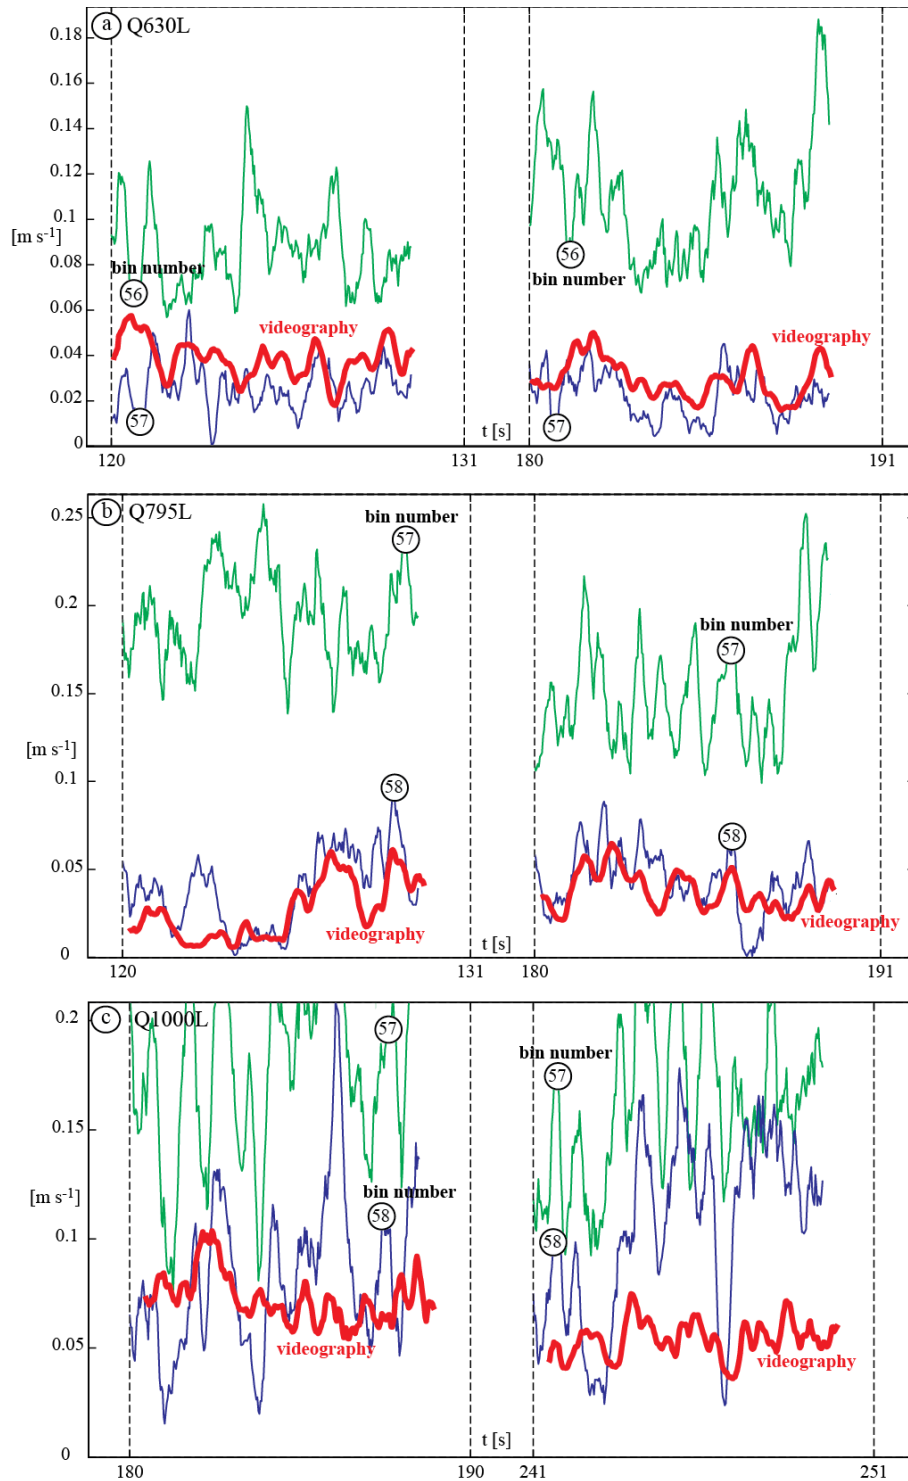 a Q630L
0.18
0.16
0.14
0.12
0.1
[m s-1]
0.08
0.06
0.04
0.02
0
bin number
56
videography
57
56
bin number
videography
57
120
131
t [s]
180
191
b Q795L
0.25
0.2
0.15
[m s-1]
0.1
0.05
0
bin number
57
58
videography
bin number
57
58
videography
120
131
t [s]
180
191
c Q1000L
0.2
0.15
[m s-1]
0.1
0.05
0
57
bin number
58
videography
bin number
57
58
videography
180
190
t [s]
241
251